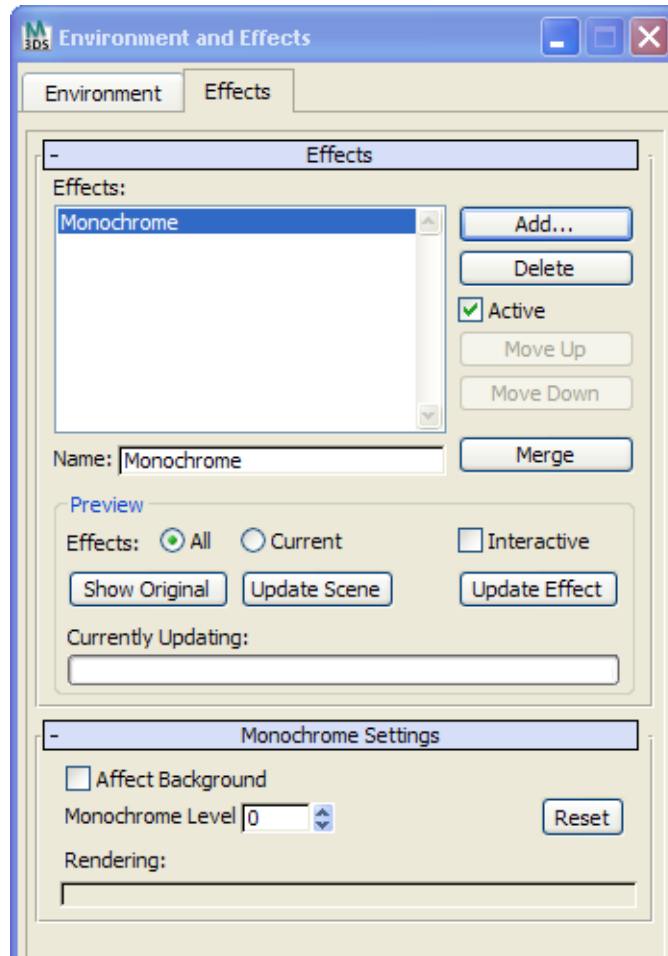 M
3DS Environment and Effects
Environment Effects
- Effects
Effects:
Monochrome
Add...
Delete
Active
Move Up
Move Down
Name: Monochrome Merge
Preview
Effects: All Current Interactive
Show Original Update Scene Update Effect
Currently Updating:
- Monochrome Settings
Affect Background
Monochrome Level 0 Reset
Rendering: